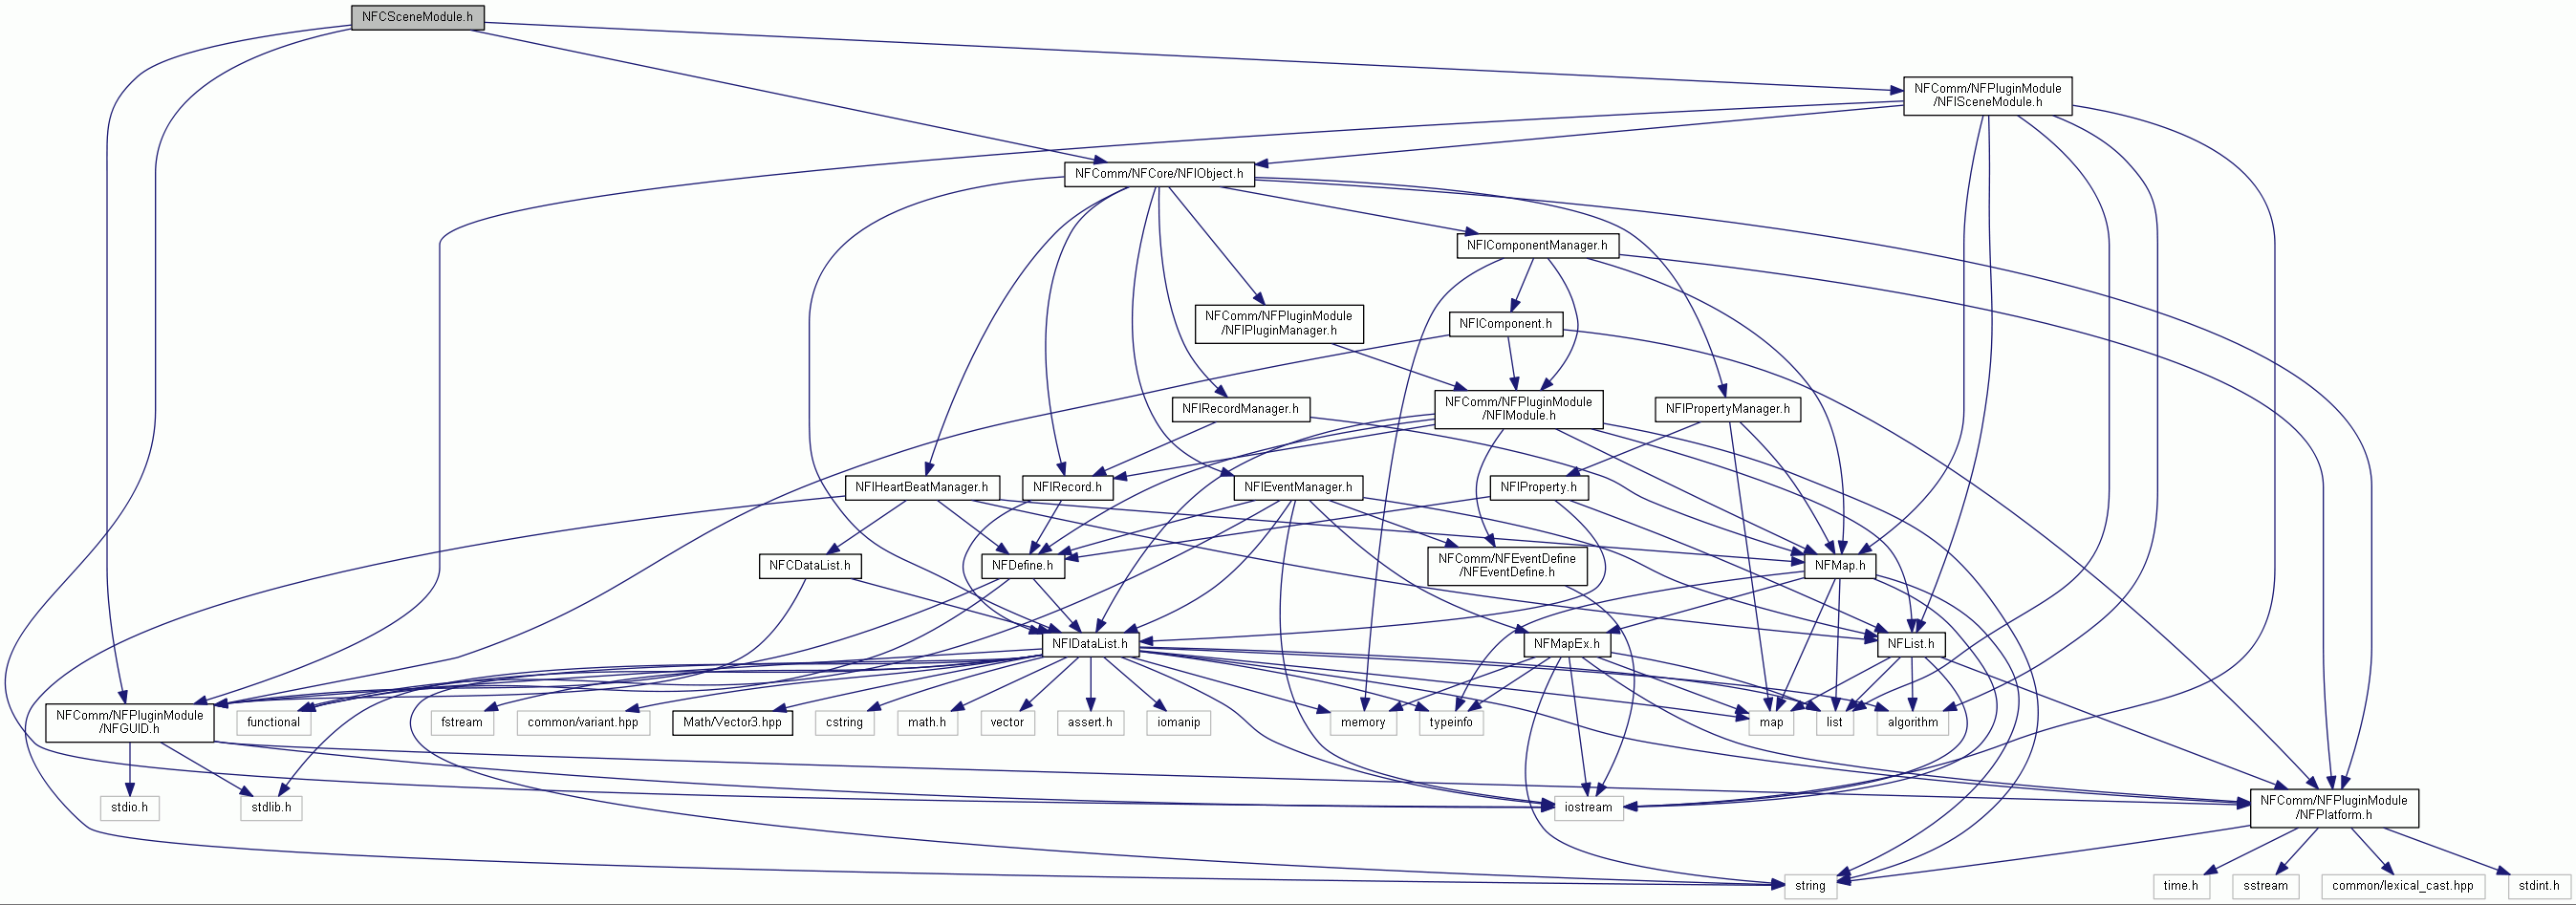 NFCSceneModule.h
NFComm/NFPluginModule
/NFISceneModule.h
NFComm/NFCore/NFIObject.h
NFIComponentManager.h
NFComm/NFPluginModule
/NFIPluginManager.h
NFIComponent.h
NFIRecordManager.h
NFComm/NFPluginModule
/NFIModule.h
NFIPropertyManager.h
NFIHeartBeatManager.h
NFIRecord.h
NFIEventManager.h
NFIProperty.h
NFCDataList.h
NFDefine.h
NFComm/NFEventDefine
/NFEventDefine.h
NFMap.h
NFIDataList.h
NFMapEx.h
NFList.h
NFComm/NFPluginModule
/NFGUID.h
functional
fstream
common/variant.hpp
Math/Vector3.hpp
cstring
math.h
vector
assert.h
iomanip
memory
typeinfo
map
list
algorithm
stdio.h
stdlib.h
iostream
NFComm/NFPluginModule
/NFPlatform.h
string
time.h
sstream
common/lexical_cast.hpp
stdint.h